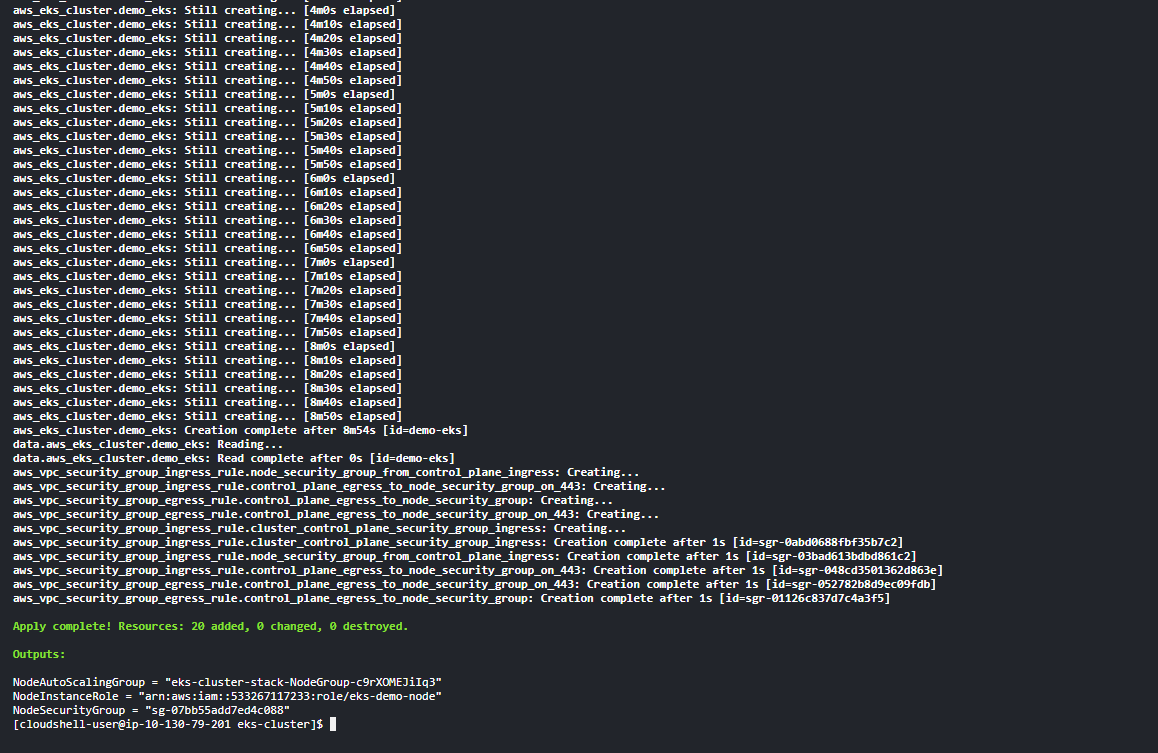 aws_eks_cluster.demo_eks: Still creating... [4m0s elapsed]
aws_eks_cluster.demo_eks: Still creating... [4m10s elapsed]
aws_eks_cluster.demo_eks: Still creating... [4m20s elapsed]
aws_eks_cluster.demo_eks: Still creating... [4m30s elapsed]
aws_eks_cluster.demo_eks: Still creating... [4m40s elapsed]
aws_eks_cluster.demo_eks: Still creating... [4m50s elapsed]
aws_eks_cluster.demo_eks: Still creating... [5m0s elapsed]
aws_eks_cluster.demo_eks: Still creating... [5m10s elapsed]
aws_eks_cluster.demo_eks: Still creating... [5m20s elapsed]
aws_eks_cluster.demo_eks: Still creating... [5m30s elapsed]
aws_eks_cluster.demo_eks: Still creating... [5m40s elapsed]
aws_eks_cluster.demo_eks: Still creating... [5m50s elapsed]
aws_eks_cluster.demo_eks: Still creating... [6m0s elapsed]
aws_eks_cluster.demo_eks: Still creating... [6m10s elapsed]
aws_eks_cluster.demo_eks: Still creating... [6m20s elapsed]
aws_eks_cluster.demo_eks: Still creating... [6m30s elapsed]
aws_eks_cluster.demo_eks: Still creating... [6m40s elapsed]
aws_eks_cluster.demo_eks: Still creating... [6m50s elapsed]
aws_eks_cluster.demo_eks: Still creating... [7m0s elapsed]
aws_eks_cluster.demo_eks: Still creating... [7m10s elapsed]
aws_eks_cluster.demo_eks: Still creating... [7m20s elapsed]
aws_eks_cluster.demo_eks: Still creating... [7m30s elapsed]
aws_eks_cluster.demo_eks: Still creating... [7m40s elapsed]
aws_eks_cluster.demo_eks: Still creating... [7m50s elapsed]
aws_eks_cluster.demo_eks: Still creating... [8m0s elapsed]
aws_eks_cluster.demo_eks: Still creating... [8m10s elapsed]
aws_eks_cluster.demo_eks: Still creating... [8m20s elapsed]
aws_eks_cluster.demo_eks: Still creating... [8m30s elapsed]
aws_eks_cluster.demo_eks: Still creating... [8m40s elapsed]
aws_eks_cluster.demo_eks: Still creating... [8m50s elapsed]
aws_eks_cluster.demo_eks: Creation complete after 8m54s [id=demo-eks]
data.aws_eks_cluster.demo_eks: Reading...
data.aws_eks_cluster.demo_eks: Read complete after 0s [id=demo-eks]
aws_vpc_security_group_ingress_rule.node_security_group_from_control_plane_ingress: Creating...
aws_vpc_security_group_ingress_rule.control_plane_egress_to_node_security_group_on_443: Creating...
aws_vpc_security_group_egress_rule.control_plane_egress_to_node_security_group: Creating...
aws_vpc_security_group_egress_rule.control_plane_egress_to_node_security_group_on_443: Creating...
aws_vpc_security_group_ingress_rule.cluster_control_plane_security_group_ingress: Creating...
aws_vpc_security_group_ingress_rule.cluster_control_plane_security_group_ingress: Creation complete after 1s [id=sgr-0abd0688fbf35b7c2]
aws_vpc_security_group_ingress_rule.node_security_group_from_control_plane_ingress: Creation complete after 1s [id=sgr-03bad613bdbd861c2]
aws_vpc_security_group_ingress_rule.control_plane_egress_to_node_security_group_on_443: Creation complete after 1s [id=sgr-048cd3501362d863e]
aws_vpc_security_group_egress_rule.control_plane_egress_to_node_security_group_on_443: Creation complete after 1s [id=sgr-052782b8d9ec09fdb]
aws_vpc_security_group_egress_rule.control_plane_egress_to_node_security_group: Creation complete after 1s [id=sgr-01126c837d7c4a3f5]
Apply complete! Resources: 20 added, 0 changed, 0 destroyed.
Outputs:
NodeAutoScalingGroup = "eks-cluster-stack-NodeGroup-c9rXOMEJiIq3"
NodeInstanceRole = "arn:aws:iam::533267117233:role/eks-demo-node"
NodeSecurityGroup = "sg-07bb55add7ed4c088"
[cloudshell-user@ip-10-130-79-201 eks-cluster]$